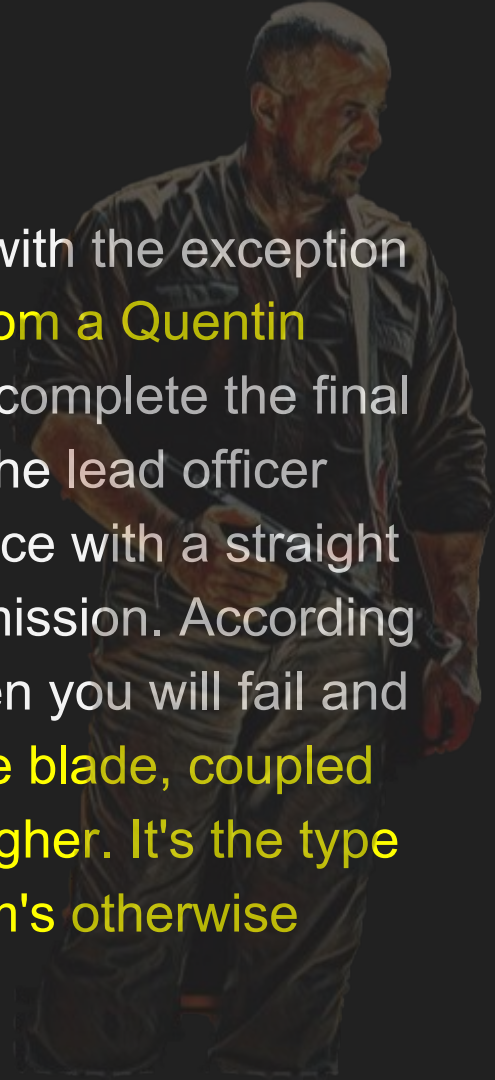 with the exception
om a Quentin
complete the final
he lead officer
ce with a straight
ission. According
en you will fail and
e blade, coupled
gher. It's the type
's otherwise